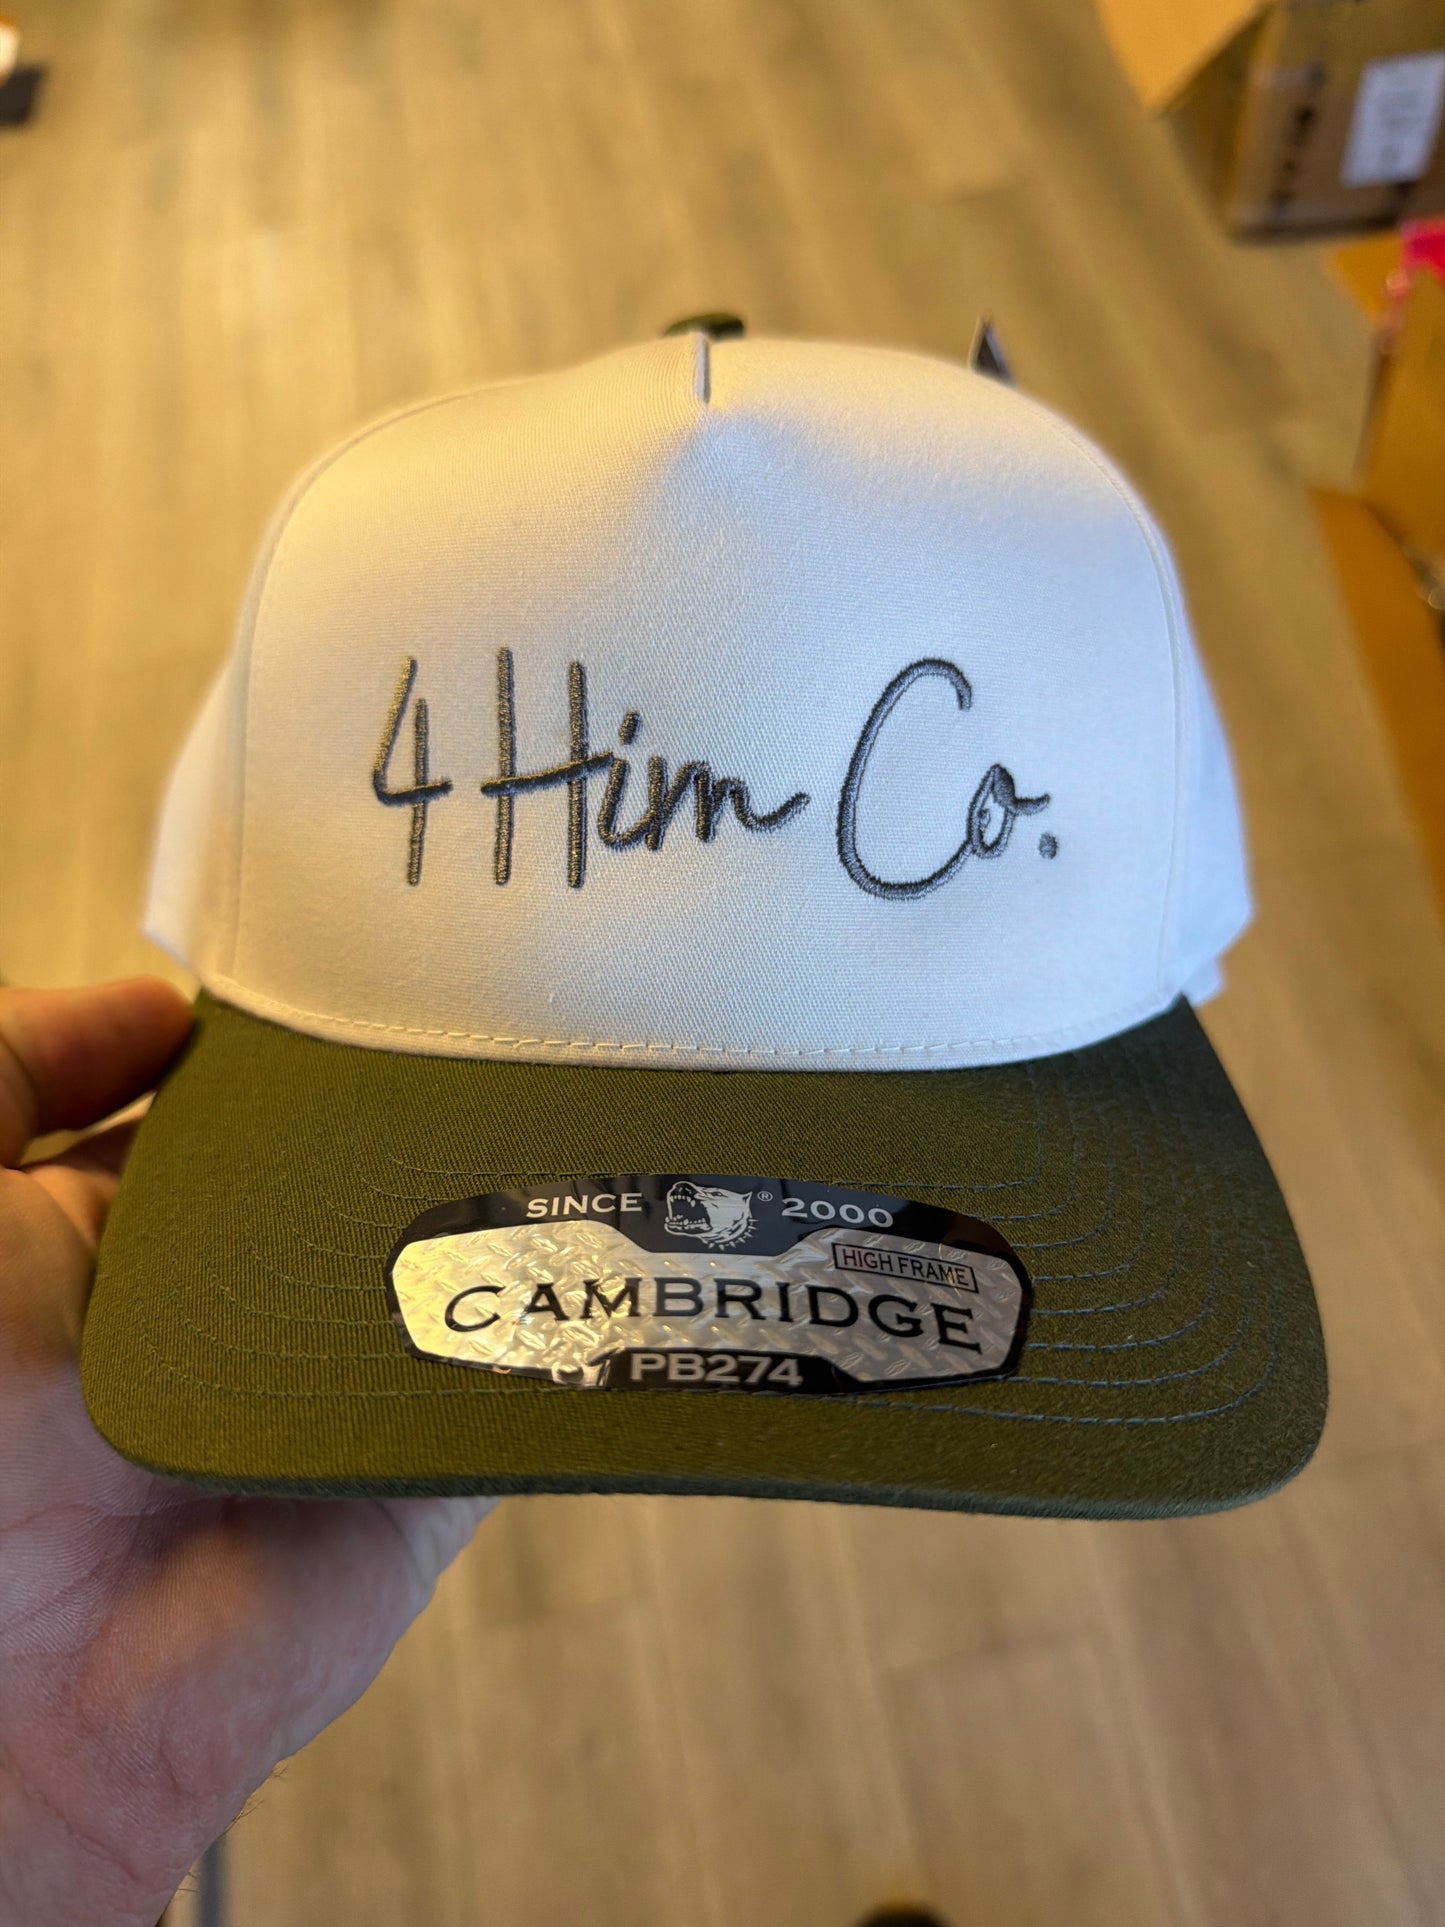 4 Him Co.
SINCE ® 2000
HIGH FRAME
CAMBRIDGE
PB274